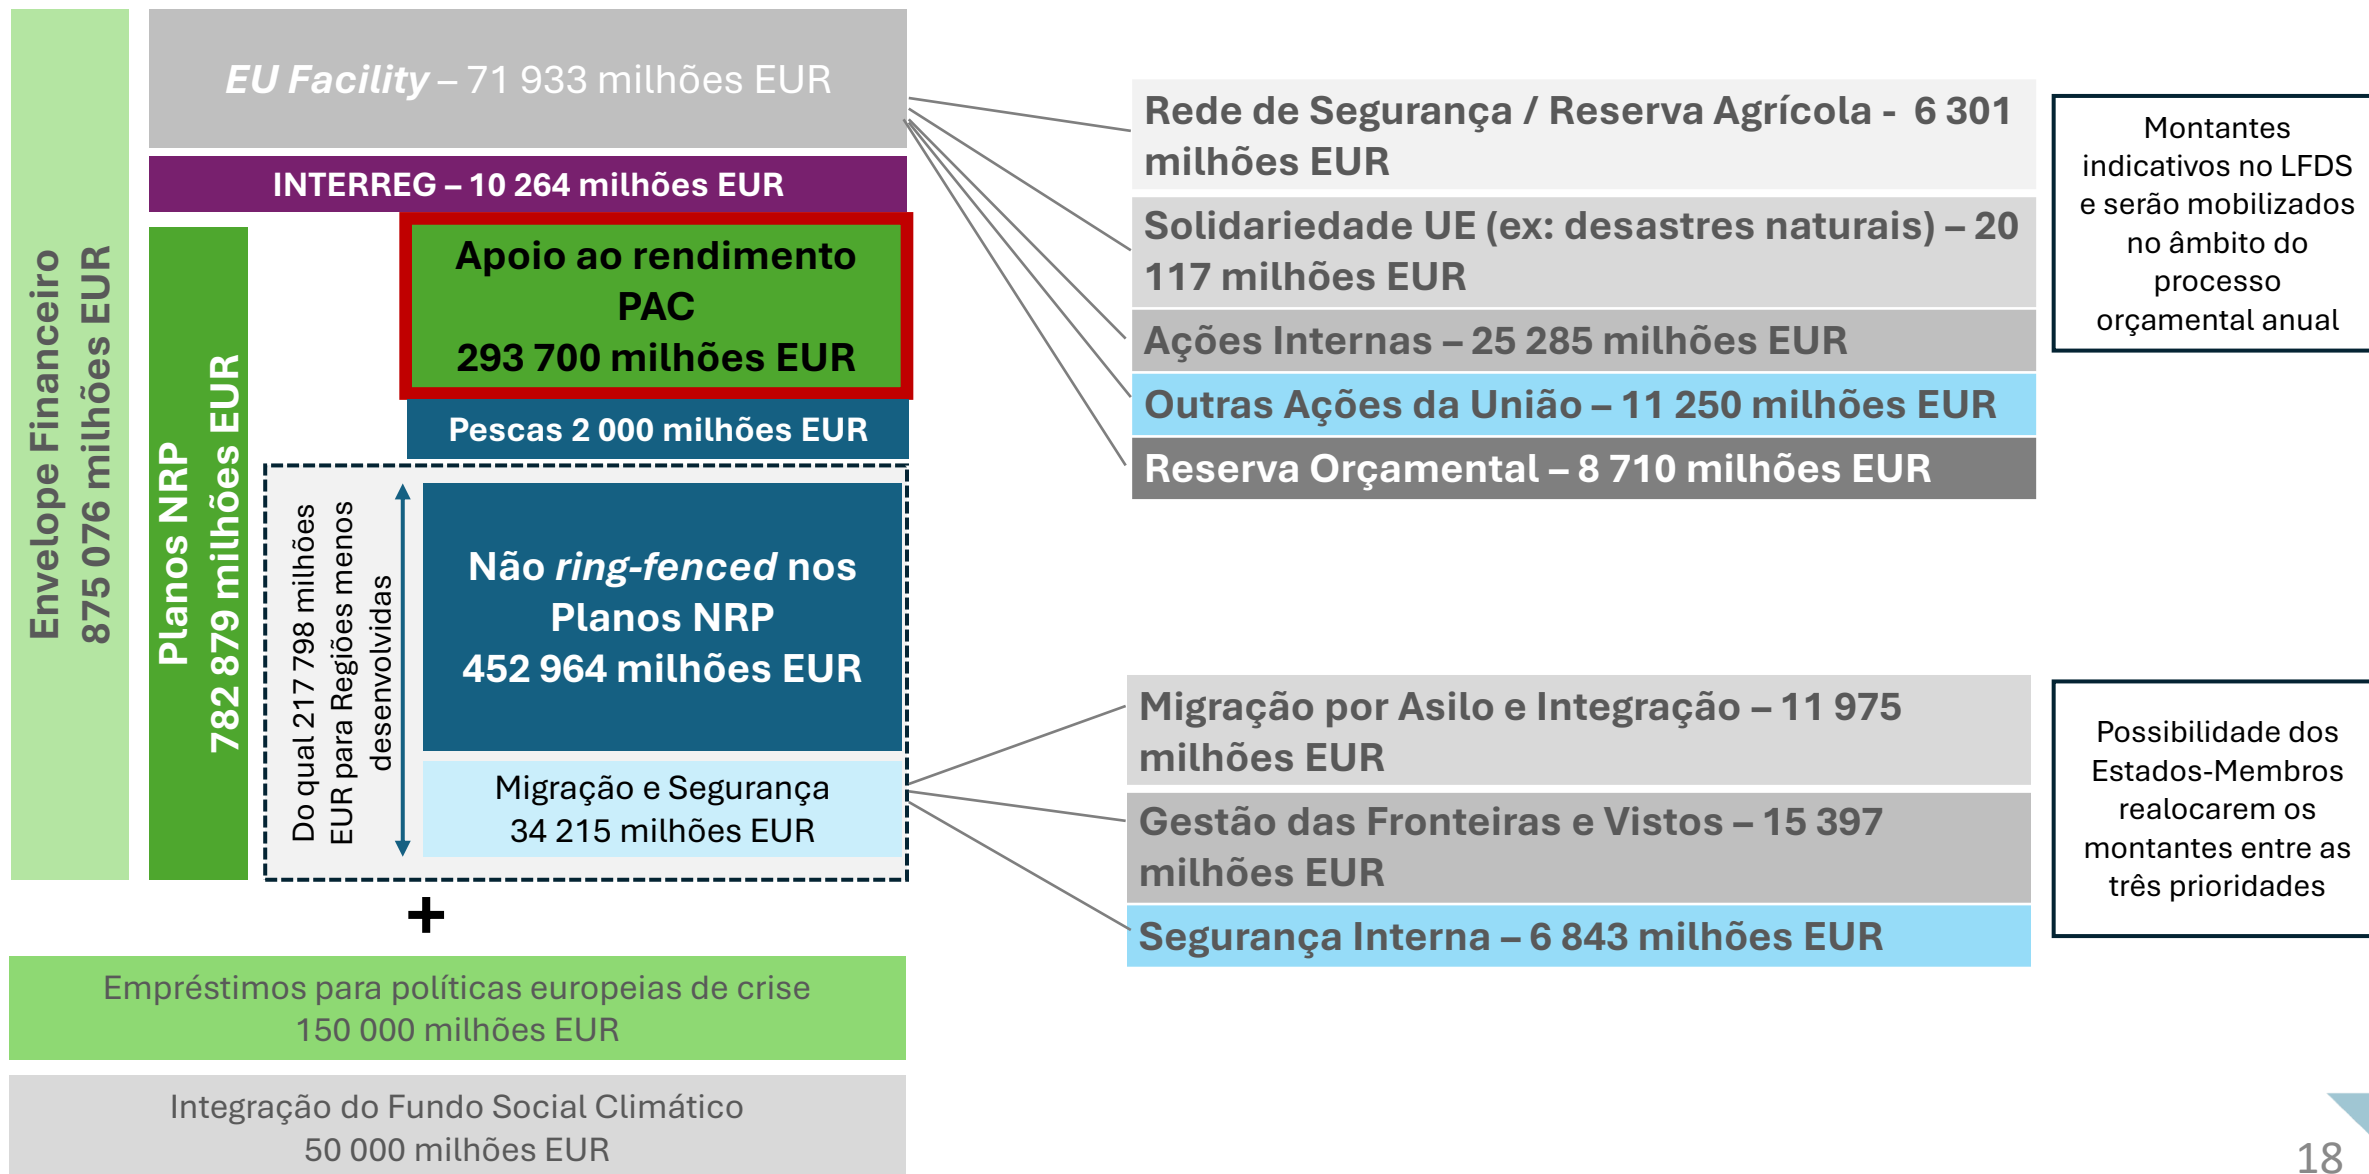 Envelope Financeiro
875 076 milhões EUR
EU Facility – 71 933 milhões EUR
INTERREG – 10 264 milhões EUR
Planos NRP
782 879 milhões EUR
Apoio ao rendimento
PAC
293 700 milhões EUR
Pescas 2 000 milhões EUR
Do qual 217 798 milhões
EUR para Regiões menos
desenvolvidas
Não ring-fenced nos
Planos NRP
452 964 milhões EUR
Migração e Segurança
34 215 milhões EUR
+
Empréstimos para políticas europeias de crise
150 000 milhões EUR
Integração do Fundo Social Climático
50 000 milhões EUR
Rede de Segurança / Reserva Agrícola - 6 301
milhões EUR
Solidariedade UE (ex: desastres naturais) – 20
117 milhões EUR
Ações Internas – 25 285 milhões EUR
Outras Ações da União – 11 250 milhões EUR
Reserva Orçamental – 8 710 milhões EUR
Montantes
indicativos no LFDS
e serão mobilizados
no âmbito do
processo
orçamental anual
Migração por Asilo e Integração – 11 975
milhões EUR
Gestão das Fronteiras e Vistos – 15 397
milhões EUR
Segurança Interna – 6 843 milhões EUR
Possibilidade dos
Estados-Membros
realocarem os
montantes entre as
três prioridades
18